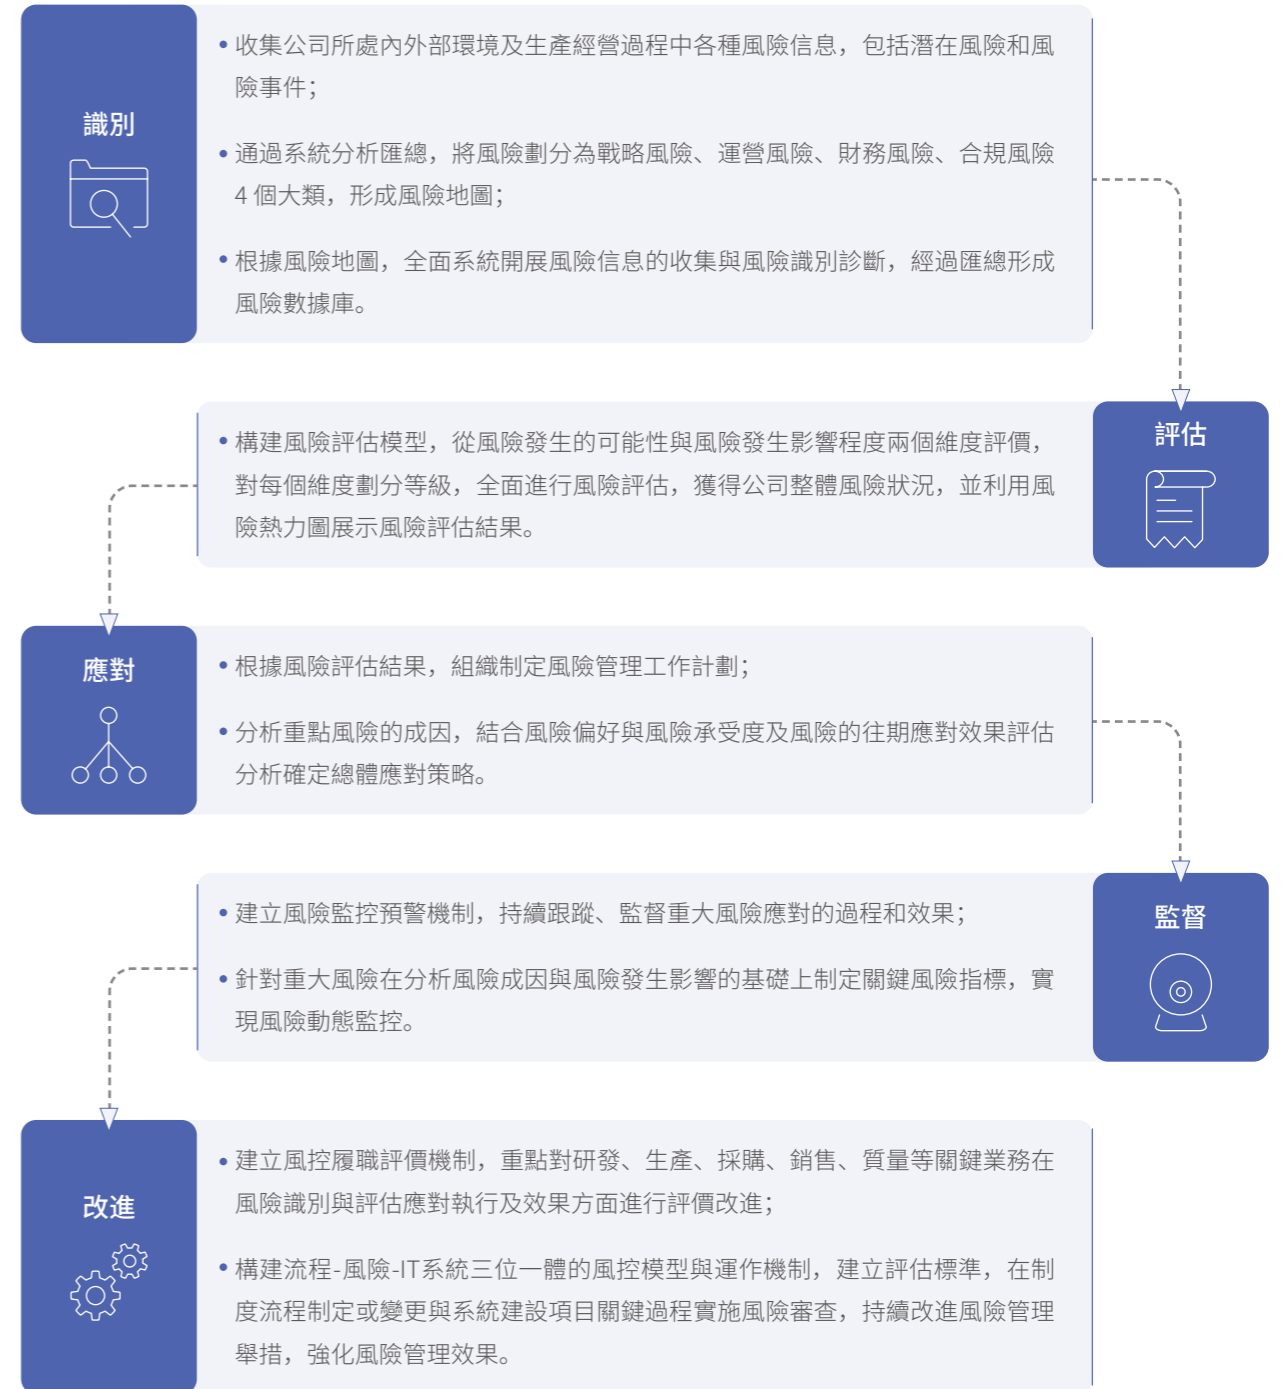 識別
• 收集公司所處內外部環境及生產經營過程中各種風險信息，包括潛在風險和風
險事件；
• 通過系統分析匯總，將風險劃分為戰略風險、運營風險、財務風險、合規風險
4 個大類，形成風險地圖；
• 根據風險地圖，全面系統開展風險信息的收集與風險識別診斷，經過匯總形成
風險數據庫。
評估
• 構建風險評估模型，從風險發生的可能性與風險發生影響程度兩個維度評價，
對每個維度劃分等級，全面進行風險評估，獲得公司整體風險狀況，並利用風
險熱力圖展示風險評估結果。
應對
• 根據風險評估結果，組織制定風險管理工作計劃；
• 分析重點風險的成因，結合風險偏好與風險承受度及風險的往期應對效果評估
分析確定總體應對策略。
監督
• 建立風險監控預警機制，持續跟蹤、監督重大風險應對的過程和效果；
• 針對重大風險在分析風險成因與風險發生影響的基礎上制定關鍵風險指標，實
現風險動態監控。
改進
• 建立風控履職評價機制，重點對研發、生產、採購、銷售、質量等關鍵業務在
風險識別與評估應對執行及效果方面進行評價改進；
• 構建流程-風險-IT系統三位一體的風控模型與運作機制，建立評估標準，在制
度流程制定或變更與系統建設項目關鍵過程實施風險審查，持續改進風險管理
舉措，強化風險管理效果。